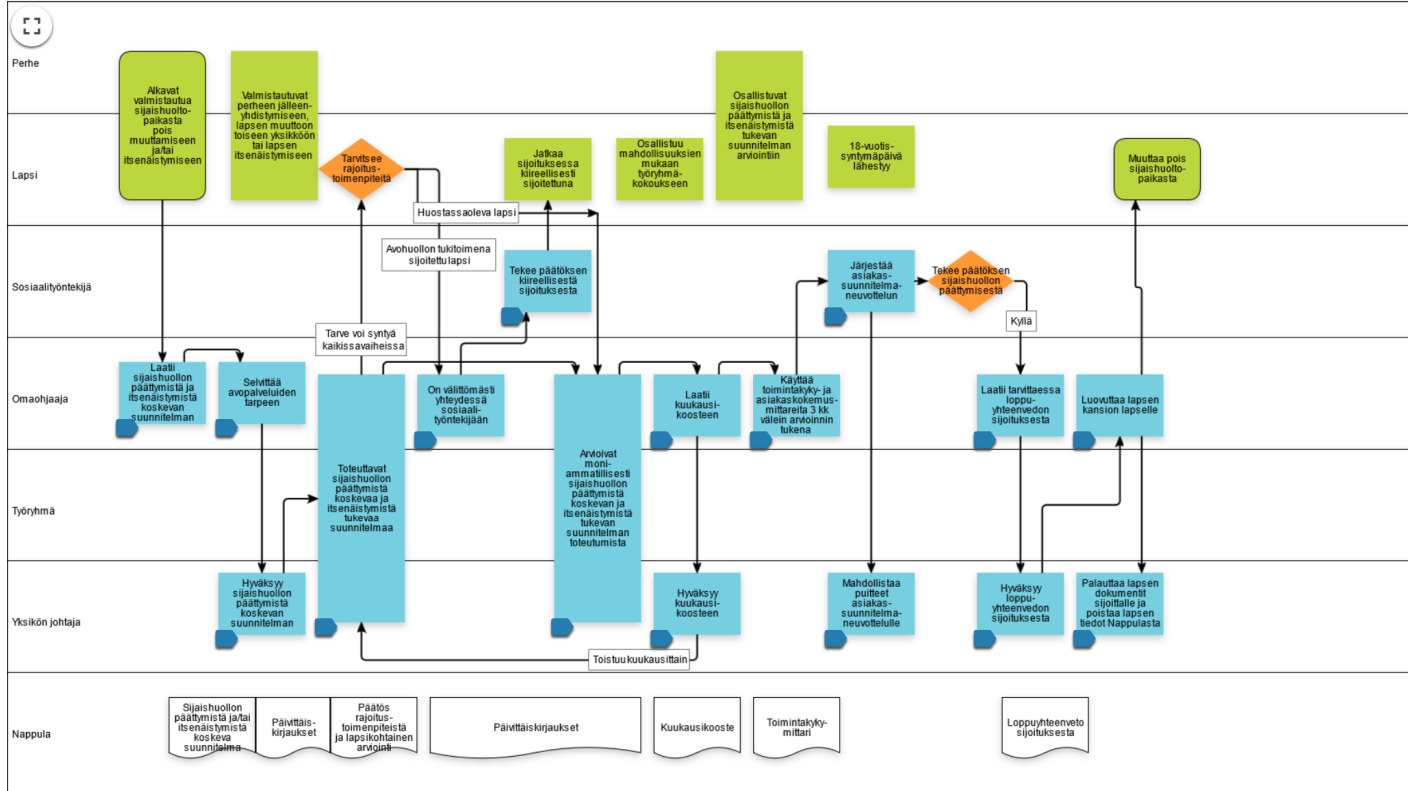 Perhe
Alkavat
valmistautua
sijaishuolto-
paikasta
pois
muuttamiseen
ja/tai
itsenäistymiseen
Valmistautuvat
perheen jälleen-
yhdistymiseen,
lapsen muuttoon
toiseen yksikköön
tai lapsen
itsenäistymiseen
Osallistuvat
sijaishuollon
päättymistä ja
itsenäistymistä
tukevan
suunnitelman
arviointiin
Lapsi
Tarvitsee
rajoitus-
toimenpiteitä
Jatkaa
sijoituksessa
kiireellisesti
sijoitettuna
Osallistuu
mahdollisuuksien
mukaan
työryhmä-
kokoukseen
18-vuotis-
syntymäpäivä
lähestyy
Muuttaa pois
sijaishuolto-
paikasta
Huostassaoleva lapsi
Avohuollon tukitoimena
sijoitettu lapsi
Sosiaalityöntekijä
Tekee päätöksen
kiireellisestä
sijoituksesta
Järjestää
asiakas-
suunnitelma-
neuvottelun
Tekee päätöksen
sijaishuollon
päättymisestä
Kyllä
Tarve voi syntyä
kaikissavaiheissa
Omaohjaaja
Laatii
sijaishuollon
päättymistä ja
itsenäistymistä
koskevan
suunnitelman
Selvittää
avopalveluiden
tarpeen
On välittömästi
yhteydessä
sosiaali-
työntekijään
Laatii
kuukausi-
koosteen
Käyttää
toimintakyky- ja
asiakaskokemus-
mittareita 3 kk
välein arvioinnin
tukena
Laatii tarvittaessa
loppu-
yhteenvedon
sijoituksesta
Luovuttaa lapsen
kansion lapselle
Työryhmä
Toteuttavat
sijaishuollon
päättymistä
koskevaa ja
itsenäistymistä
tukevaa
suunnitelmaa
Arvioivat
moni-
ammatillisesti
sijaishuollon
päättymistä
koskevan ja
itsenäistymistä
tukevan
suunnitelman
toteutumista
Yksikön johtaja
Hyväksyy
sijaishuollon
päättymistä
koskevan
suunnitelman
Hyväksyy
kuukausi-
koosteen
Mahdollistaa
puitteet
asiakas-
suunnitelma-
neuvottelulle
Hyväksyy
loppu-
yhteenvedon
sijoituksesta
Palauttaa lapsen
dokumentit
sijoittalle ja
poistaa lapsen
tiedot Nappulasta
Toistuu kuukausittain
Nappula
Sijaishuollon
päättymistä ja/tai
itsenäistymistä
koskeva
suunnitelma
Päivittäis-
kirjaukset
Päätös
rajoitus-
toimenpiteistä
ja lapsikohtainen
arviointi
Päivittäiskirjaukset
Kuukausikooste
Toimintakyky-
mittari
Loppuyhteenveto
sijoituksesta